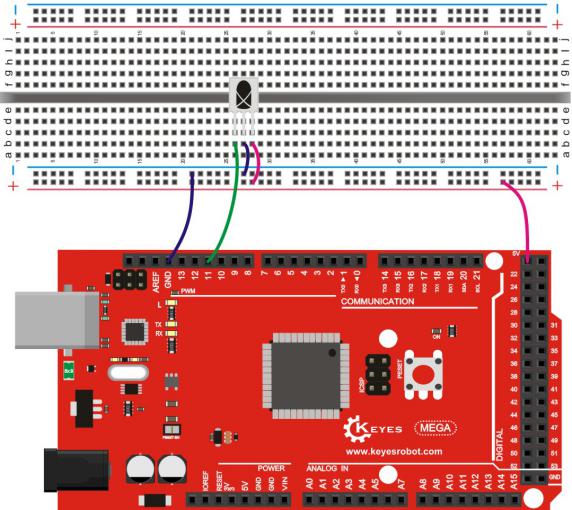 − +
1 5 10 15 20 25 30 35 40 45 50 55 60
f g h i j
a b c d e
− +
AREF GND 13 12 11 10 9 8 7 6 5 4 3 2 TX0 ►1 RX0 ◄0 TX3 14 RX3 15 TX2 16 RX2 17 TX1 18 RX1 19 SDA 20 SCL 21
PWM
COMMUNICATION
5V
22
24
26
28
30 31
32 33
34 35
36 37
38 39
40 41
42 43
44 45
46 47
48 49
50 51
52 53
GND
L
TX
RX
ON
ICSP
RESET
KEYES MEGA
www.keyesrobot.com
DIGITAL
POWER
ANALOG IN
IOREF RESET 3V3 5V GND GND VIN A0 A1 A2 A3 A4 A5 A7 A8 A9 A10 A11 A12 A13 A14 A15